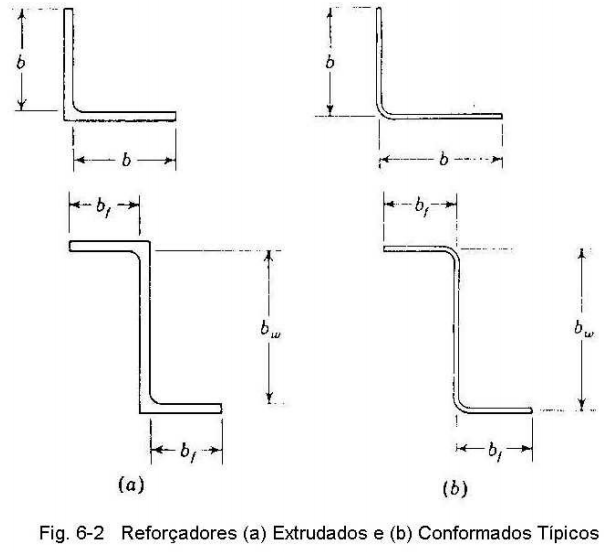 b
b
b
b
b_f
b_f
b_w
b_w
b_f
b_f
(a)
(b)
Fig. 6-2 Reforçadores (a) Extrudados e (b) Conformados Típicos